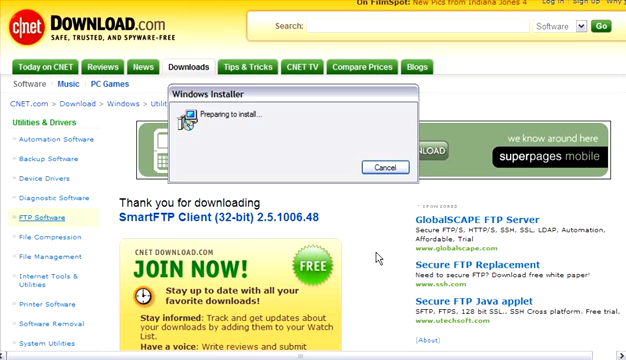 On FilmSpot: New Pics from Indiana Jones 4
Log in | Sign up
Why
c|net DOWNLOAD.COM
SAFE, TRUSTED, AND SPYWARE-FREE
Search:
Software
Go
Today on CNET
Reviews
News
Downloads
Tips & Tricks
CNET TV
Compare Prices
Blogs
Software
Music
PC Games
CNET.com > Download > Windows > Utili
Windows Installer
Preparing to install...
Cancel
Utilities & Drivers
Automation Software
Backup Software
Device Drivers
Diagnostic Software
FTP Software
File Compression
File Management
Internet Tools &
Utilities
Printer Software
Software Removal
System Utilities
NLOAD
we know around here
superpages mobile
Thank you for downloading
SmartFTP Client (32-bit) 2.5.1006.48
CNET DOWNLOAD.COM
JOIN NOW!
FREE
Stay up to date with all your
favorite downloads!
Stay informed: Track and get updates
about your downloads by adding them to your Watch
List.
Have a voice: Write reviews and submit
SPONSORED
GlobalSCAPE FTP Server
Secure FTP/S, HTTP/S, SSL, LDAP, Automation,
Affordable. Trial
www.globalscape.com
Secure FTP Replacement
Need to secure FTP? Download free white paper!
www.ssh.com
Secure FTP Java applet
SFTP, FTPS, 128 bit SSL.. SSH Cross platform. Free trial.
www.utechsoft.com
[About]